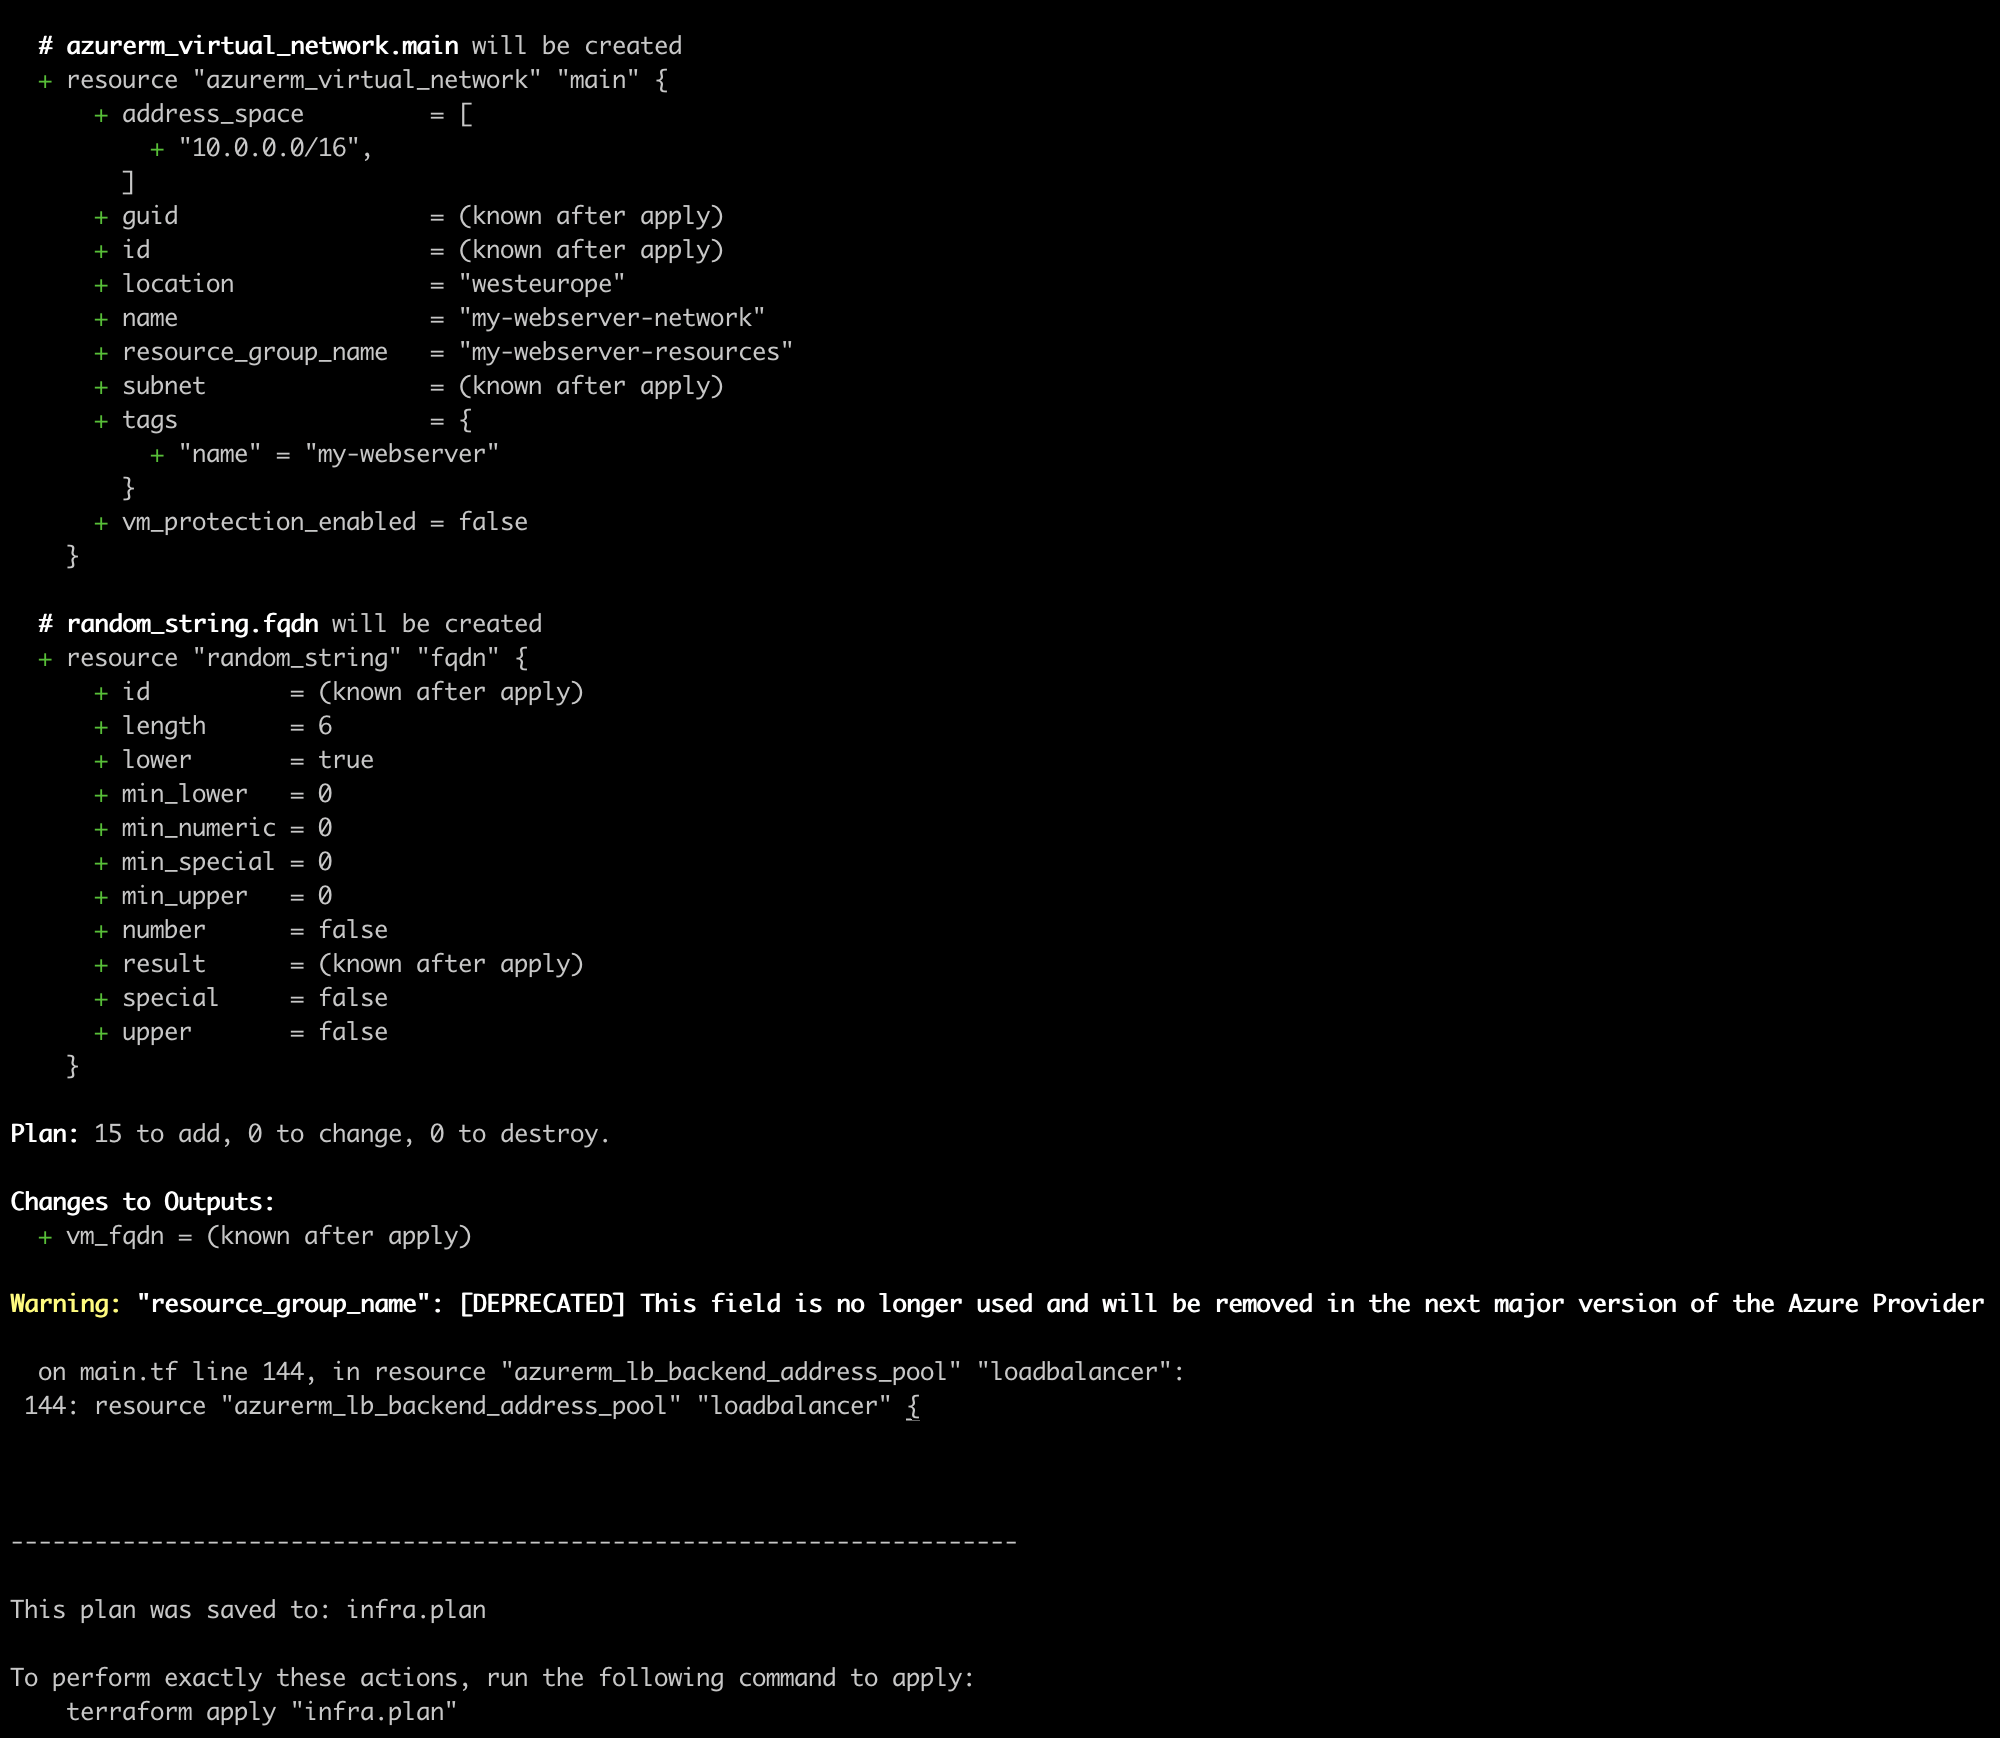 # azurerm_virtual_network.main will be created
+ resource "azurerm_virtual_network" "main" {
+ address_space         = [
+ "10.0.0.0/16",
]
+ guid                  = (known after apply)
+ id                    = (known after apply)
+ location              = "westeurope"
+ name                  = "my-webserver-network"
+ resource_group_name   = "my-webserver-resources"
+ subnet                = (known after apply)
+ tags                  = {
+ "name" = "my-webserver"
}
+ vm_protection_enabled = false
}
# random_string.fqdn will be created
+ resource "random_string" "fqdn" {
+ id          = (known after apply)
+ length      = 6
+ lower       = true
+ min_lower   = 0
+ min_numeric = 0
+ min_special = 0
+ min_upper   = 0
+ number      = false
+ result      = (known after apply)
+ special     = false
+ upper       = false
}
Plan: 15 to add, 0 to change, 0 to destroy.
Changes to Outputs:
+ vm_fqdn = (known after apply)
Warning: "resource_group_name": [DEPRECATED] This field is no longer used and will be removed in the next major version of the Azure Provider
on main.tf line 144, in resource "azurerm_lb_backend_address_pool" "loadbalancer":
144: resource "azurerm_lb_backend_address_pool" "loadbalancer" {
------------------------------------------------------------------------
This plan was saved to: infra.plan
To perform exactly these actions, run the following command to apply:
terraform apply "infra.plan"